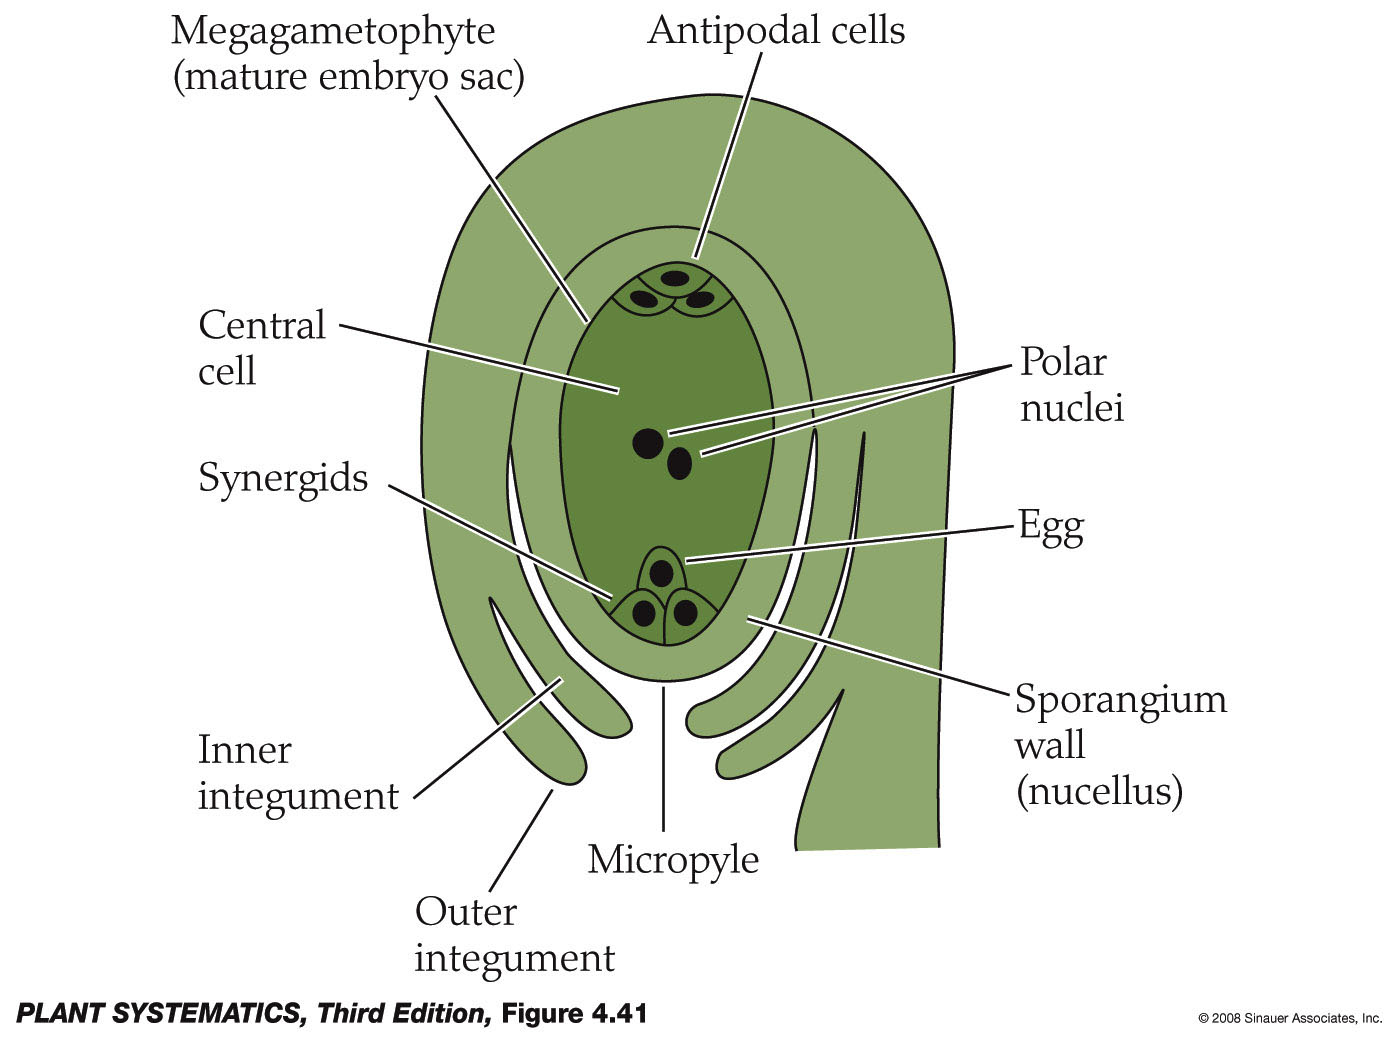 Megagametophyte
(mature embryo sac)
Antipodal cells
Central
cell
Polar
nuclei
Synergids
Egg
Sporangium
wall
(nucellus)
Inner
integument
Micropyle
Outer
integument
PLANT SYSTEMATICS, Third Edition, Figure 4.41
© 2008 Sinauer Associates, Inc.